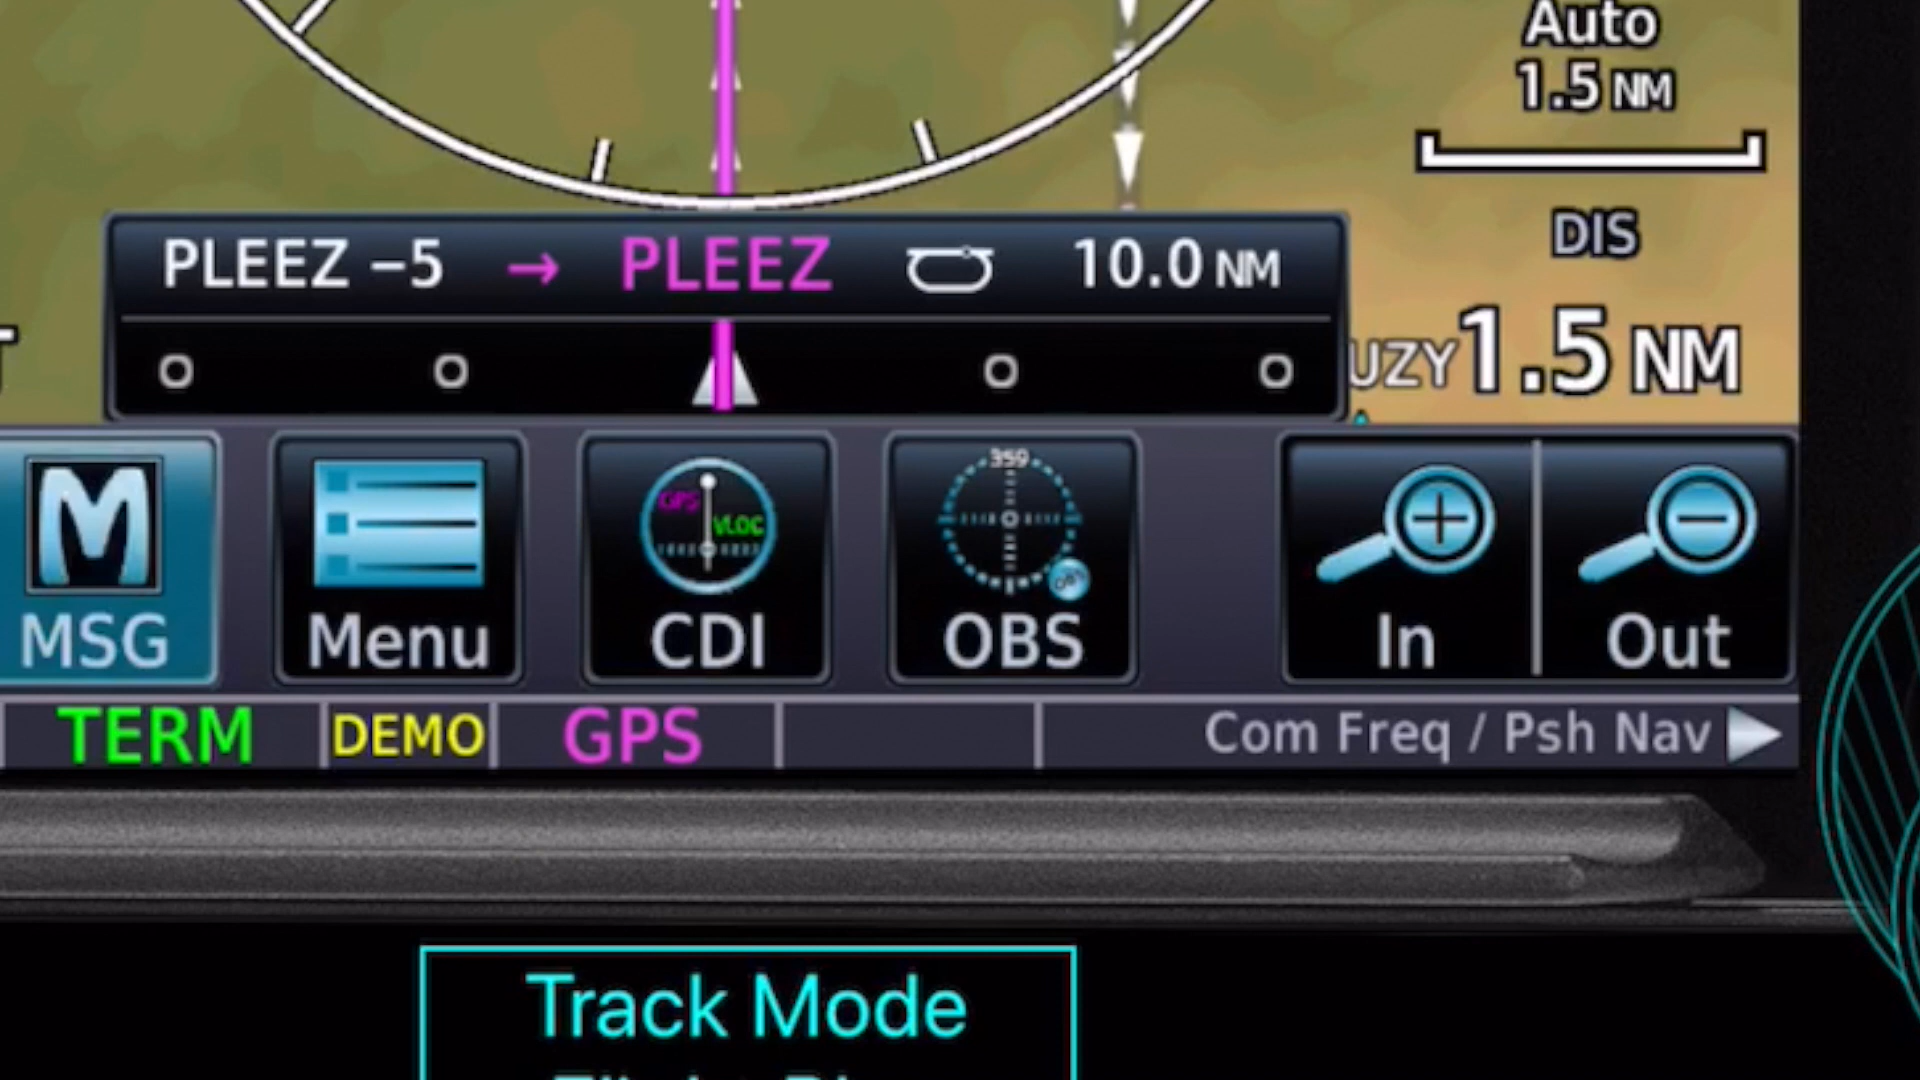 Auto
1.5 NM
DIS
PLEEZ −5 → PLEEZ 10.0 NM
UZY 1.5 NM
359
GPS
VLOC
MSG Menu CDI OBS In Out
TERM DEMO GPS Com Freq / Psh Nav
Track Mode